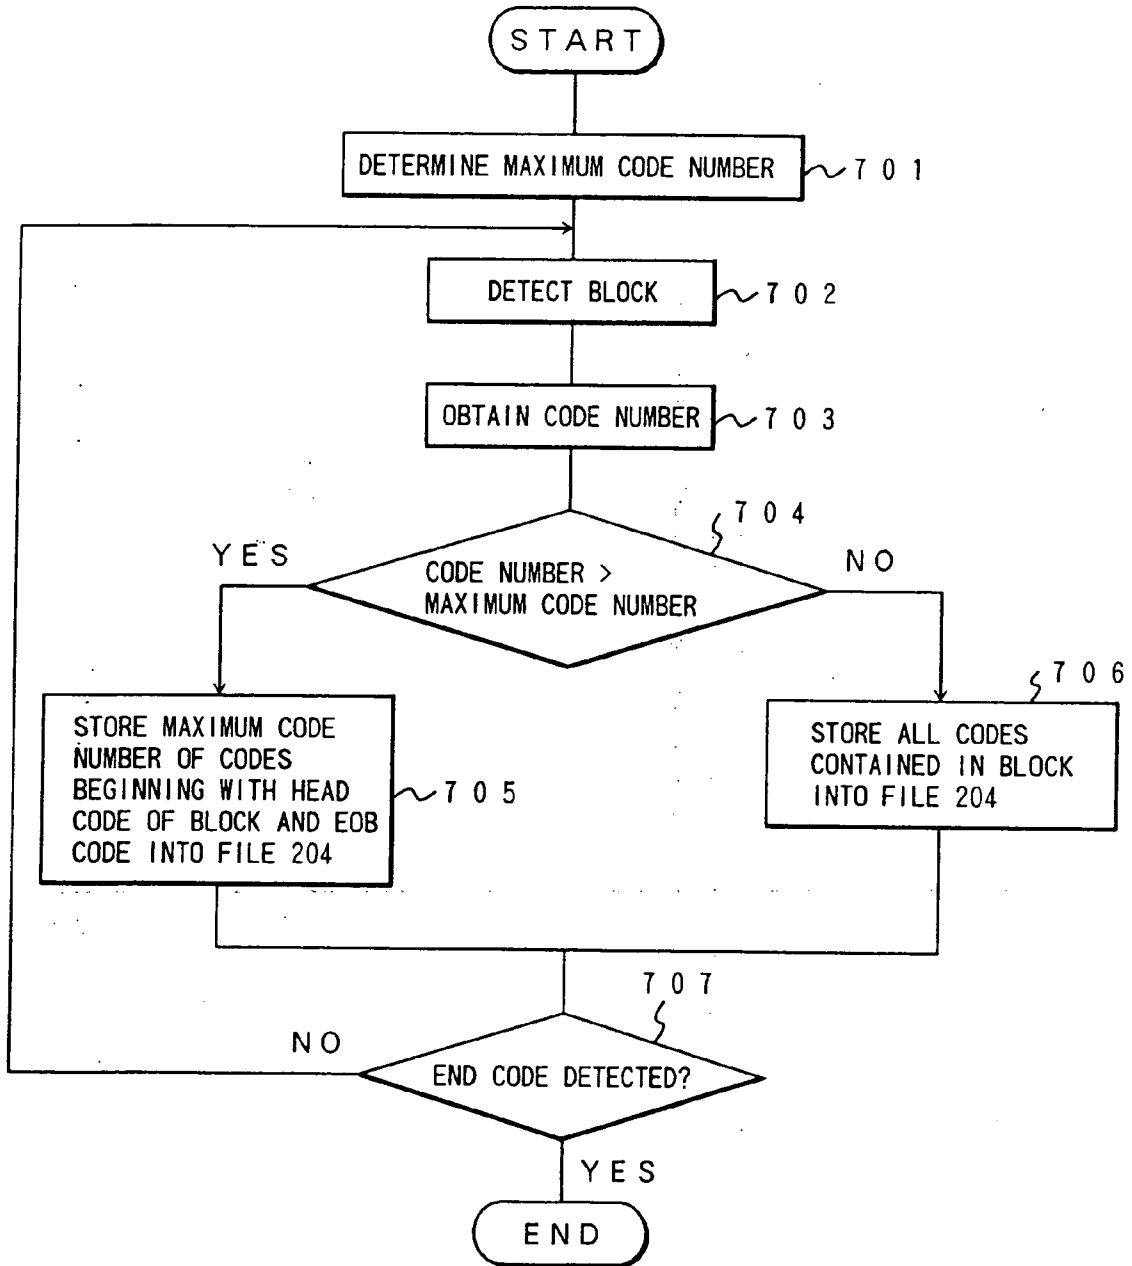 START
DETERMINE MAXIMUM CODE NUMBER
701
DETECT BLOCK
702
OBTAIN CODE NUMBER
703
704
YES
NO
CODE NUMBER >
MAXIMUM CODE NUMBER
STORE MAXIMUM CODE
NUMBER OF CODES
BEGINNING WITH HEAD
CODE OF BLOCK AND EOB
CODE INTO FILE 204
705
706
STORE ALL CODES
CONTAINED IN BLOCK
INTO FILE 204
707
NO
END CODE DETECTED?
YES
END